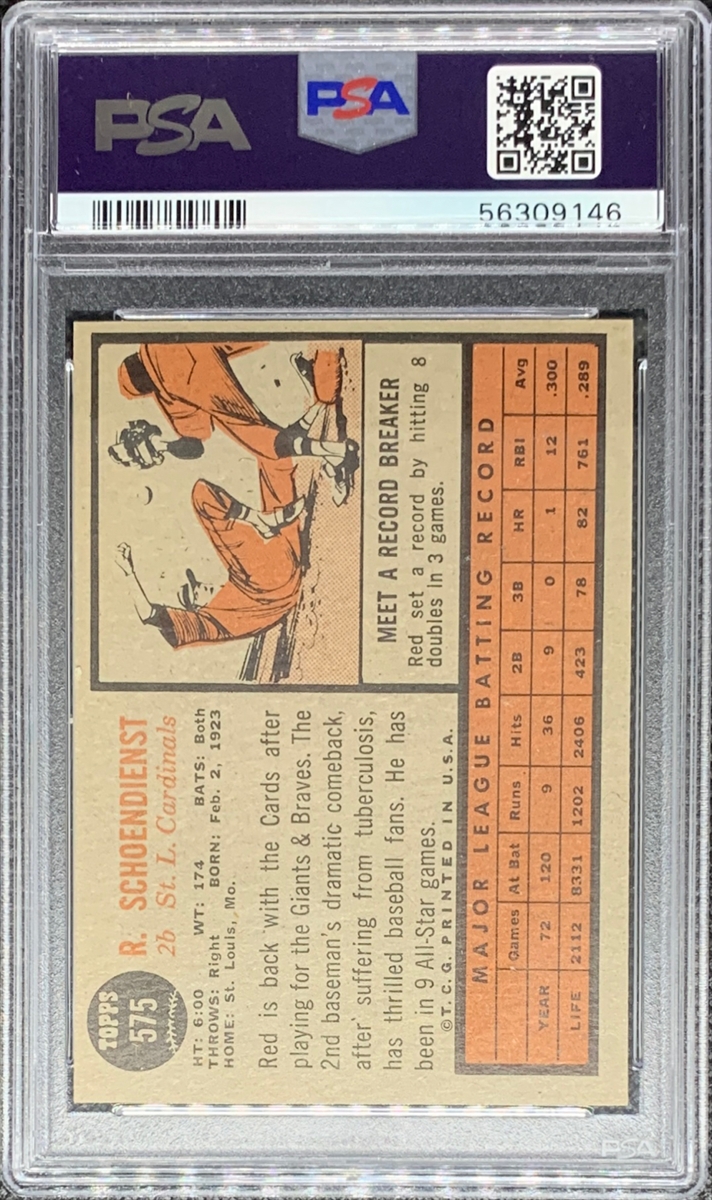 PSA
PSA
56309146
TOPPS
575
R. SCHOENDIENST
2b St. L. Cardinals
HT: 6:00 WT: 174 BATS: Both
THROWS: Right BORN: Feb. 2, 1923
HOME: St. Louis, Mo.
Red is back with the Cards after
playing for the Giants & Braves. The
2nd baseman's dramatic comeback,
after suffering from tuberculosis,
has thrilled baseball fans. He has
been in 9 All-Star games.
©T.C.G. PRINTED IN U.S.A.
MEET A RECORD BREAKER
Red set a record by hitting 8
doubles in 3 games.
MAJOR LEAGUE BATTING RECORD
Games At Bat Runs Hits 2B 3B HR RBI Avg
YEAR 72 120 9 36 9 0 1 12 .300
LIFE 2112 8331 1202 2406 423 78 82 761 .289
PSA